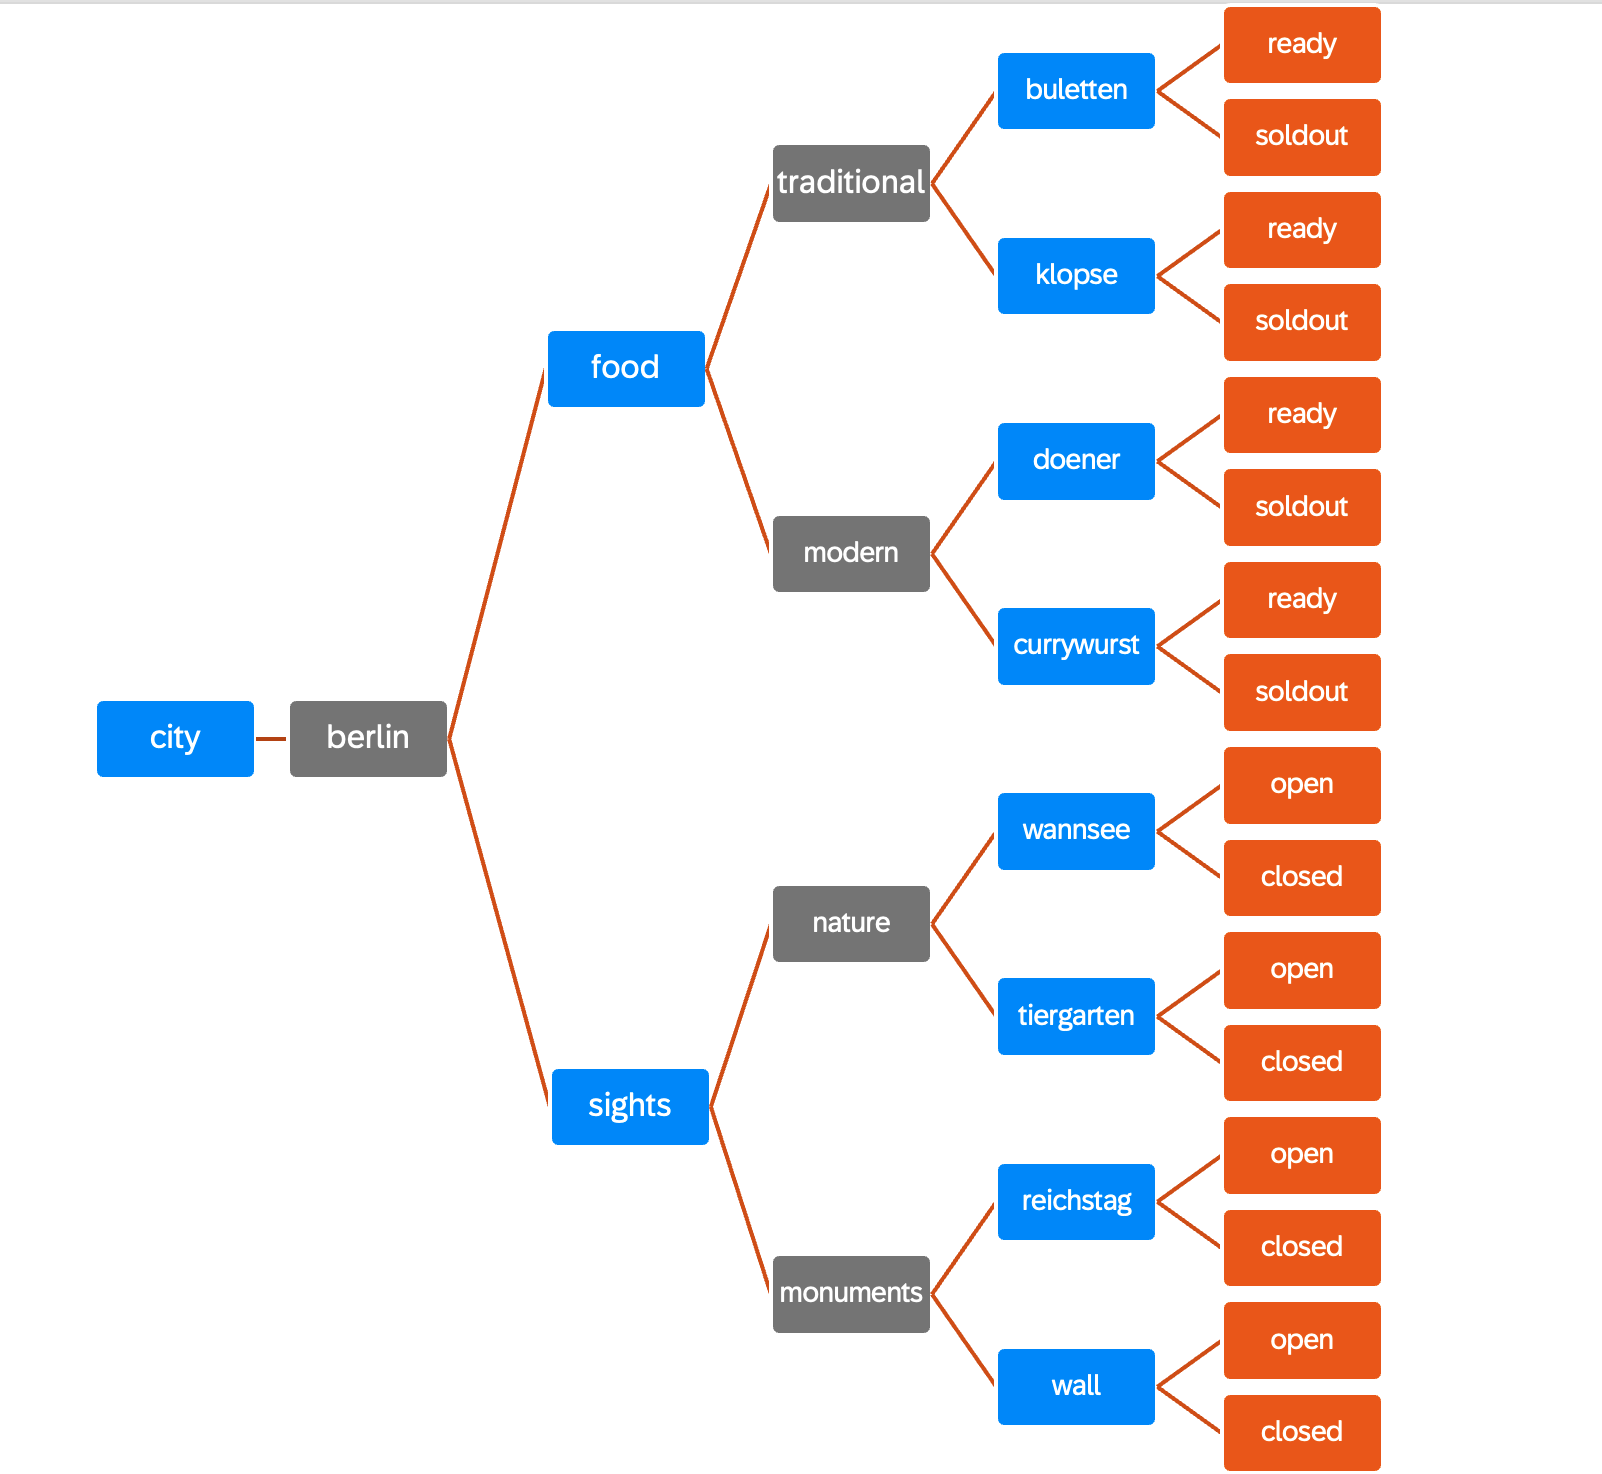 city
berlin
food
sights
traditional
modern
nature
monuments
buletten
klopse
doener
currywurst
wannsee
tiergarten
reichstag
wall
ready
soldout
ready
soldout
ready
soldout
ready
soldout
open
closed
open
closed
open
closed
open
closed